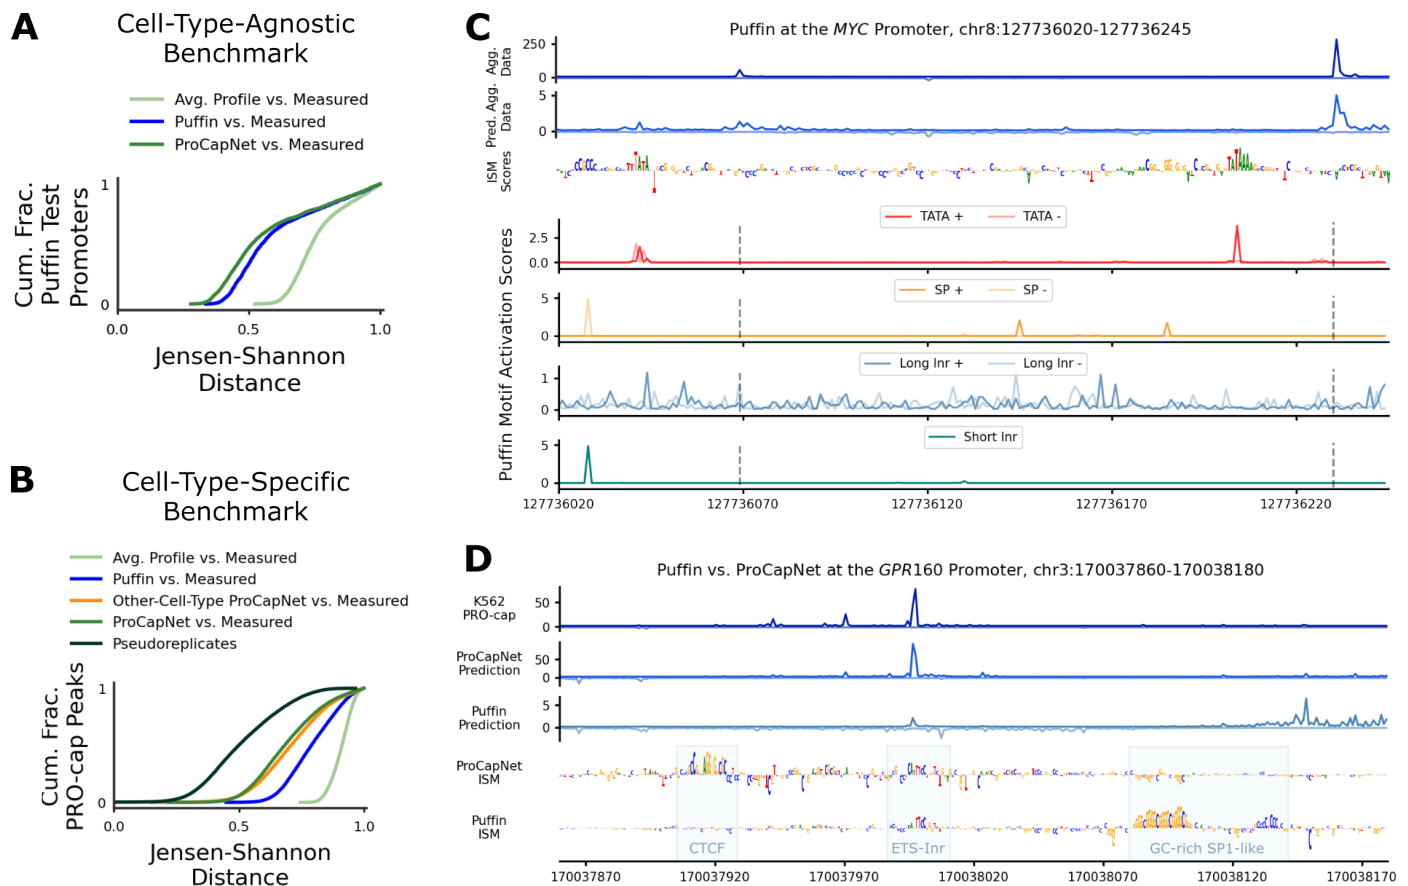 A
Cell-Type-Agnostic
Benchmark
Avg. Profile vs. Measured
Puffin vs. Measured
ProCapNet vs. Measured
Cum. Frac.
Puffin Test
Promoters
1
0
0.0
0.5
1.0
Jensen-Shannon
Distance
B
Cell-Type-Specific
Benchmark
Avg. Profile vs. Measured
Puffin vs. Measured
Other-Cell-Type ProCapNet vs. Measured
ProCapNet vs. Measured
Pseudoreplicates
Cum. Frac.
PRO-cap Peaks
1
0
0.0
0.5
1.0
Jensen-Shannon
Distance
C
Puffin at the MYC Promoter, chr8:127736020-127736245
Agg.
Data
250
0
Pred. Agg.
Data
5
0
ISM
Scores
Puffin Motif Activation Scores
TATA +
TATA -
2.5
0.0
SP +
SP -
5
0
Long Inr +
Long Inr -
1
0
Short Inr
5
0
127736020
127736070
127736120
127736170
127736220
D
Puffin vs. ProCapNet at the GPR160 Promoter, chr3:170037860-170038180
K562
PRO-cap
50
0
ProCapNet
Prediction
50
0
Puffin
Prediction
5
0
ProCapNet
ISM
Puffin
ISM
CTCF
ETS-Inr
GC-rich SP1-like
170037870
170037920
170037970
170038020
170038070
170038120
170038170